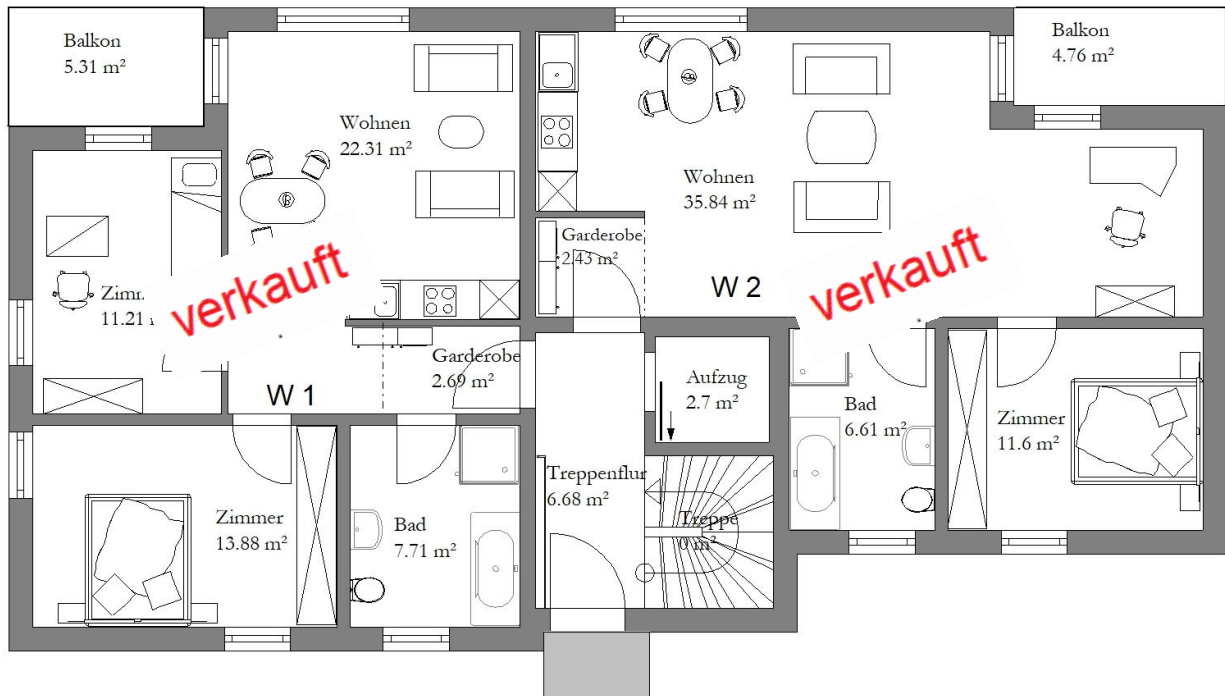 Balkon
5.31 m²
Wohnen
22.31 m²
Wohnen
35.84 m²
Balkon
4.76 m²
Garderobe
2.43 m²
11.21
verkauft
W 1
Garderobe
2.69 m²
W 2
verkauft
Aufzug
2.7 m²
Bad
6.61 m²
Zimmer
11.6 m²
Zimmer
13.88 m²
Bad
7.71 m²
Treppenflur
6.68 m²
Treppe
0 m²